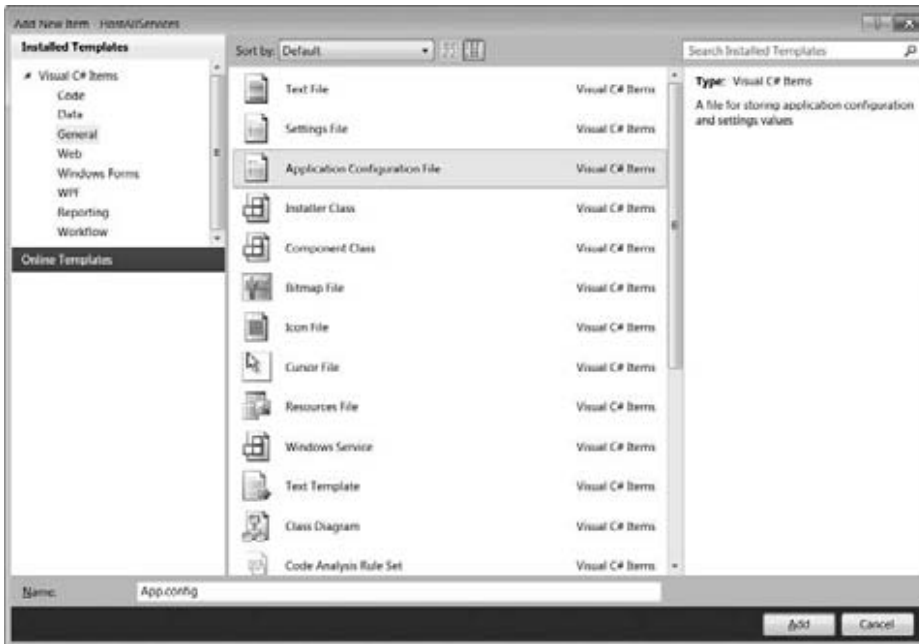 Add New Item - HostAllServices
Installed Templates
Sort by: Default
Search Installed Templates
Visual C# Items
Code
Data
General
Web
Windows Forms
WPF
Reporting
Workflow
Online Templates
Text File Visual C# Items
Settings File Visual C# Items
Application Configuration File Visual C# Items
Installer Class Visual C# Items
Component Class Visual C# Items
Bitmap File Visual C# Items
Icon File Visual C# Items
Cursor File Visual C# Items
Resources File Visual C# Items
Windows Service Visual C# Items
Text Template Visual C# Items
Class Diagram Visual C# Items
Code Analysis Rule Set Visual C# Items
Type: Visual C# Items
A file for storing application configuration
and settings values
Name: App.config
Add Cancel